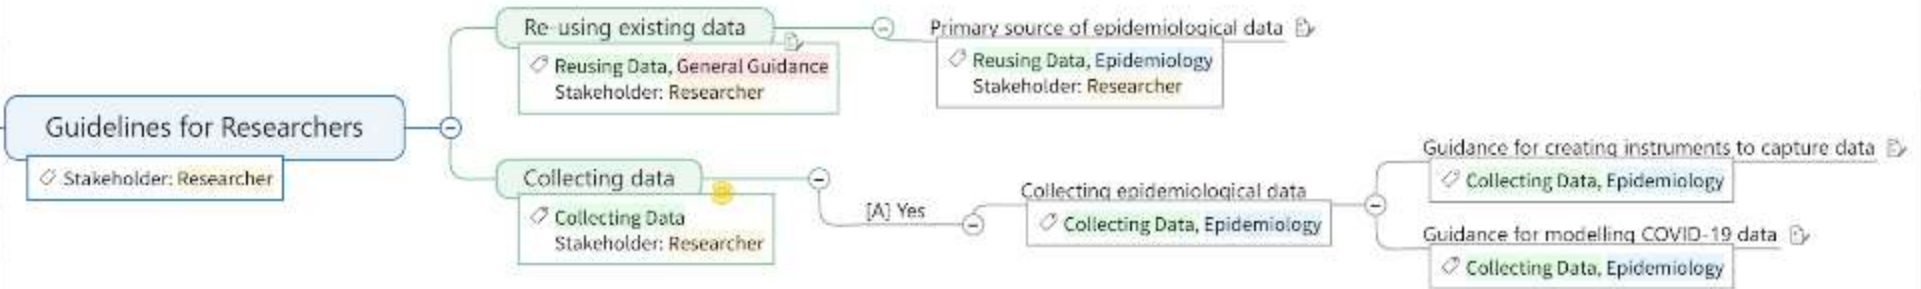 Guidelines for Researchers
Stakeholder: Researcher
Re-using existing data
Reusing Data, General Guidance
Stakeholder: Researcher
Primary source of epidemiological data
Reusing Data, Epidemiology
Stakeholder: Researcher
Collecting data
Collecting Data
Stakeholder: Researcher
[A] Yes
Collecting epidemiological data
Collecting Data, Epidemiology
Guidance for creating instruments to capture data
Collecting Data, Epidemiology
Guidance for modelling COVID-19 data
Collecting Data, Epidemiology